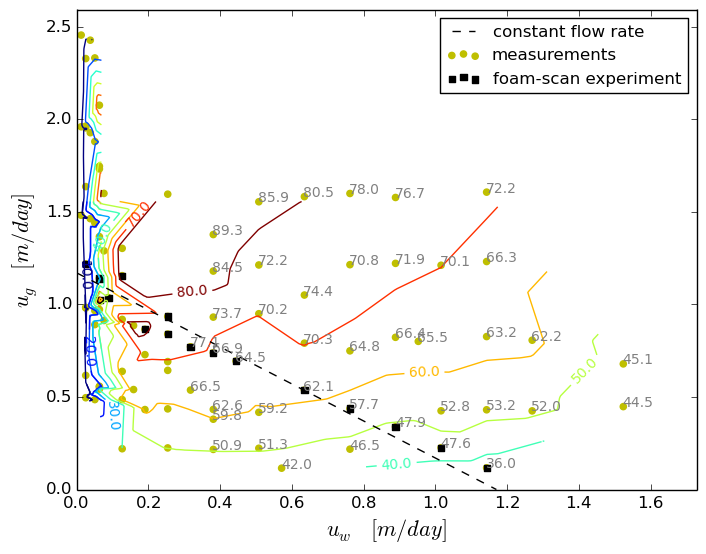 2.5
constant flow rate
measurements
foam-scan experiment
2.0
85.9 80.5 78.0 76.7 72.2
1.5
70.0
89.3
84.5 72.2 70.8 71.9 70.1 66.3
80.0
74.4
1.0
73.7 70.2
66.9 64.5 70.3 64.8 66.4 65.5 63.2 62.2
20.0
60.0
50.0
45.1
66.5 62.1
0.5
30.0
62.6 59.8 59.2 57.7 47.9 52.8 53.2 52.0 44.5
50.9 51.3 46.5 47.6
42.0 40.0 36.0
0.0
0.0 0.2 0.4 0.6 0.8 1.0 1.2 1.4 1.6
u_g [m/day]
u_w [m/day]